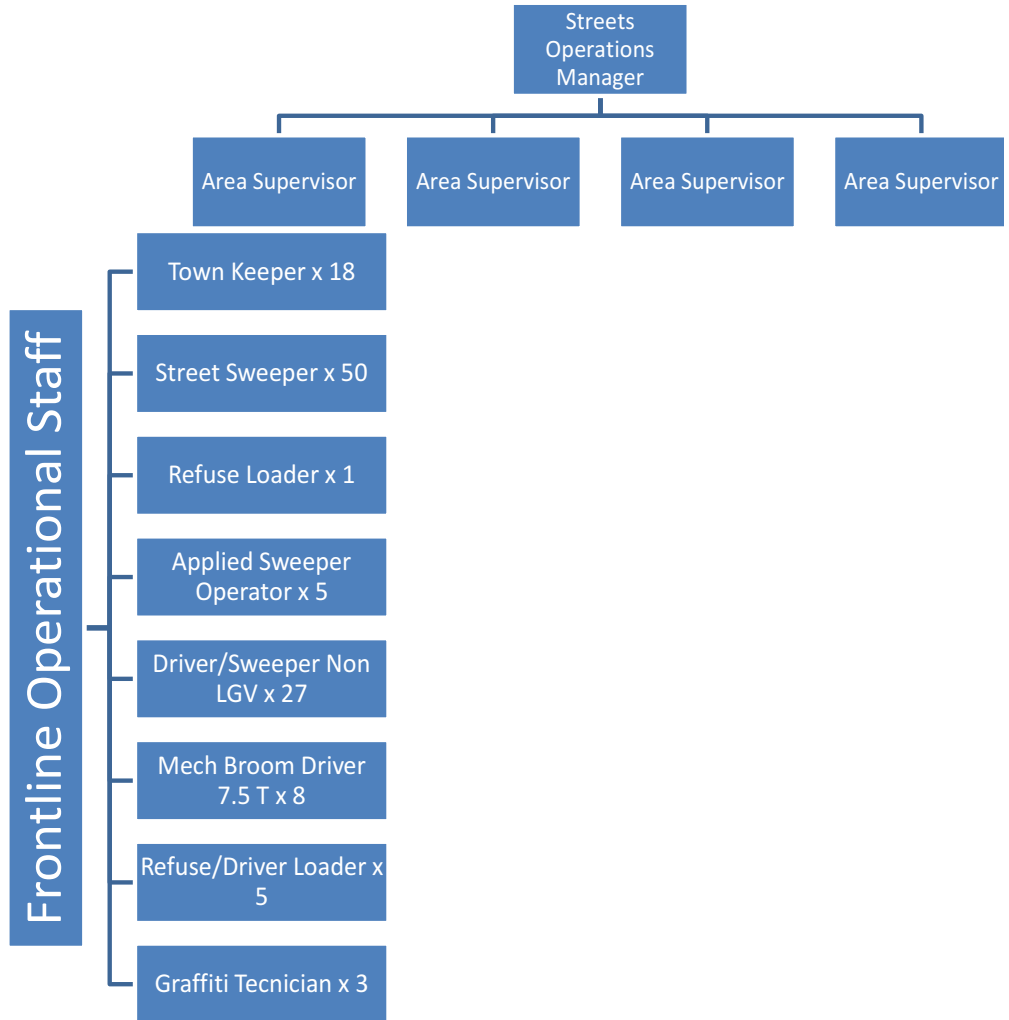 Streets
Operations
Manager
Area Supervisor
Area Supervisor
Area Supervisor
Area Supervisor
Frontline Operational Staff
Town Keeper x 18
Street Sweeper x 50
Refuse Loader x 1
Applied Sweeper
Operator x 5
Driver/Sweeper Non
LGV x 27
Mech Broom Driver
7.5 T x 8
Refuse/Driver Loader x
5
Graffiti Tecnician x 3